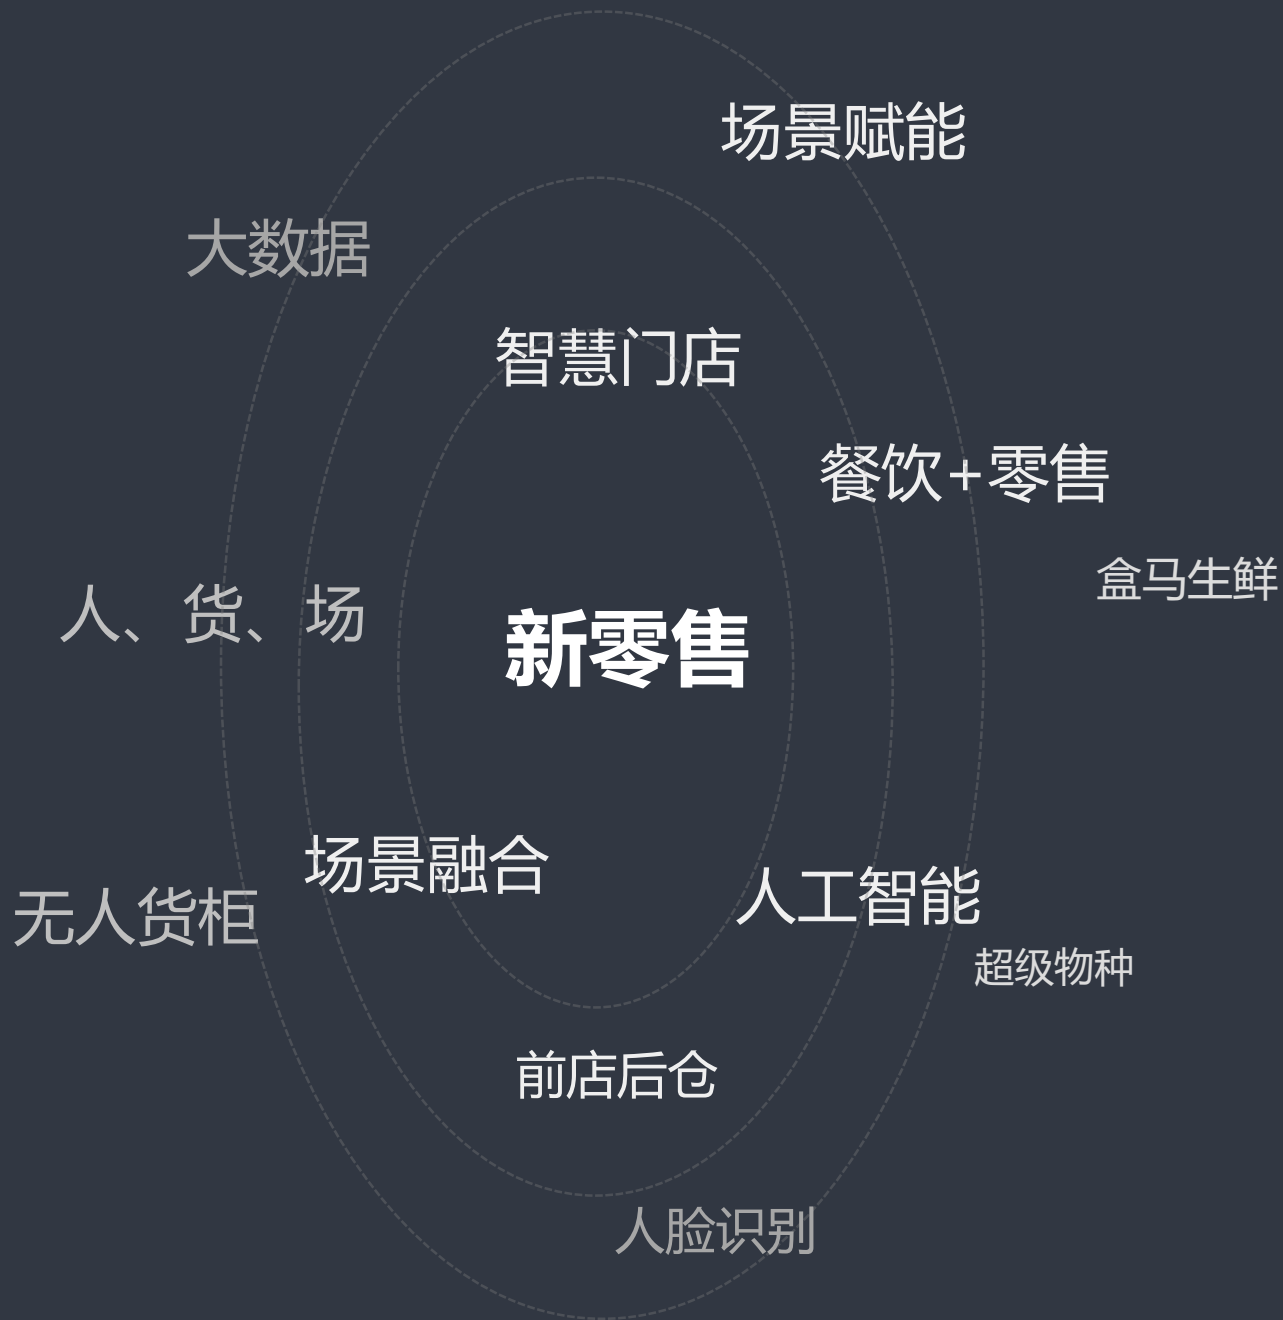 场景赋能
大数据
智慧门店
餐饮+零售
盒马生鲜
人、货、场
新零售
场景融合
人工智能
无人货柜
超级物种
前店后仓
人脸识别